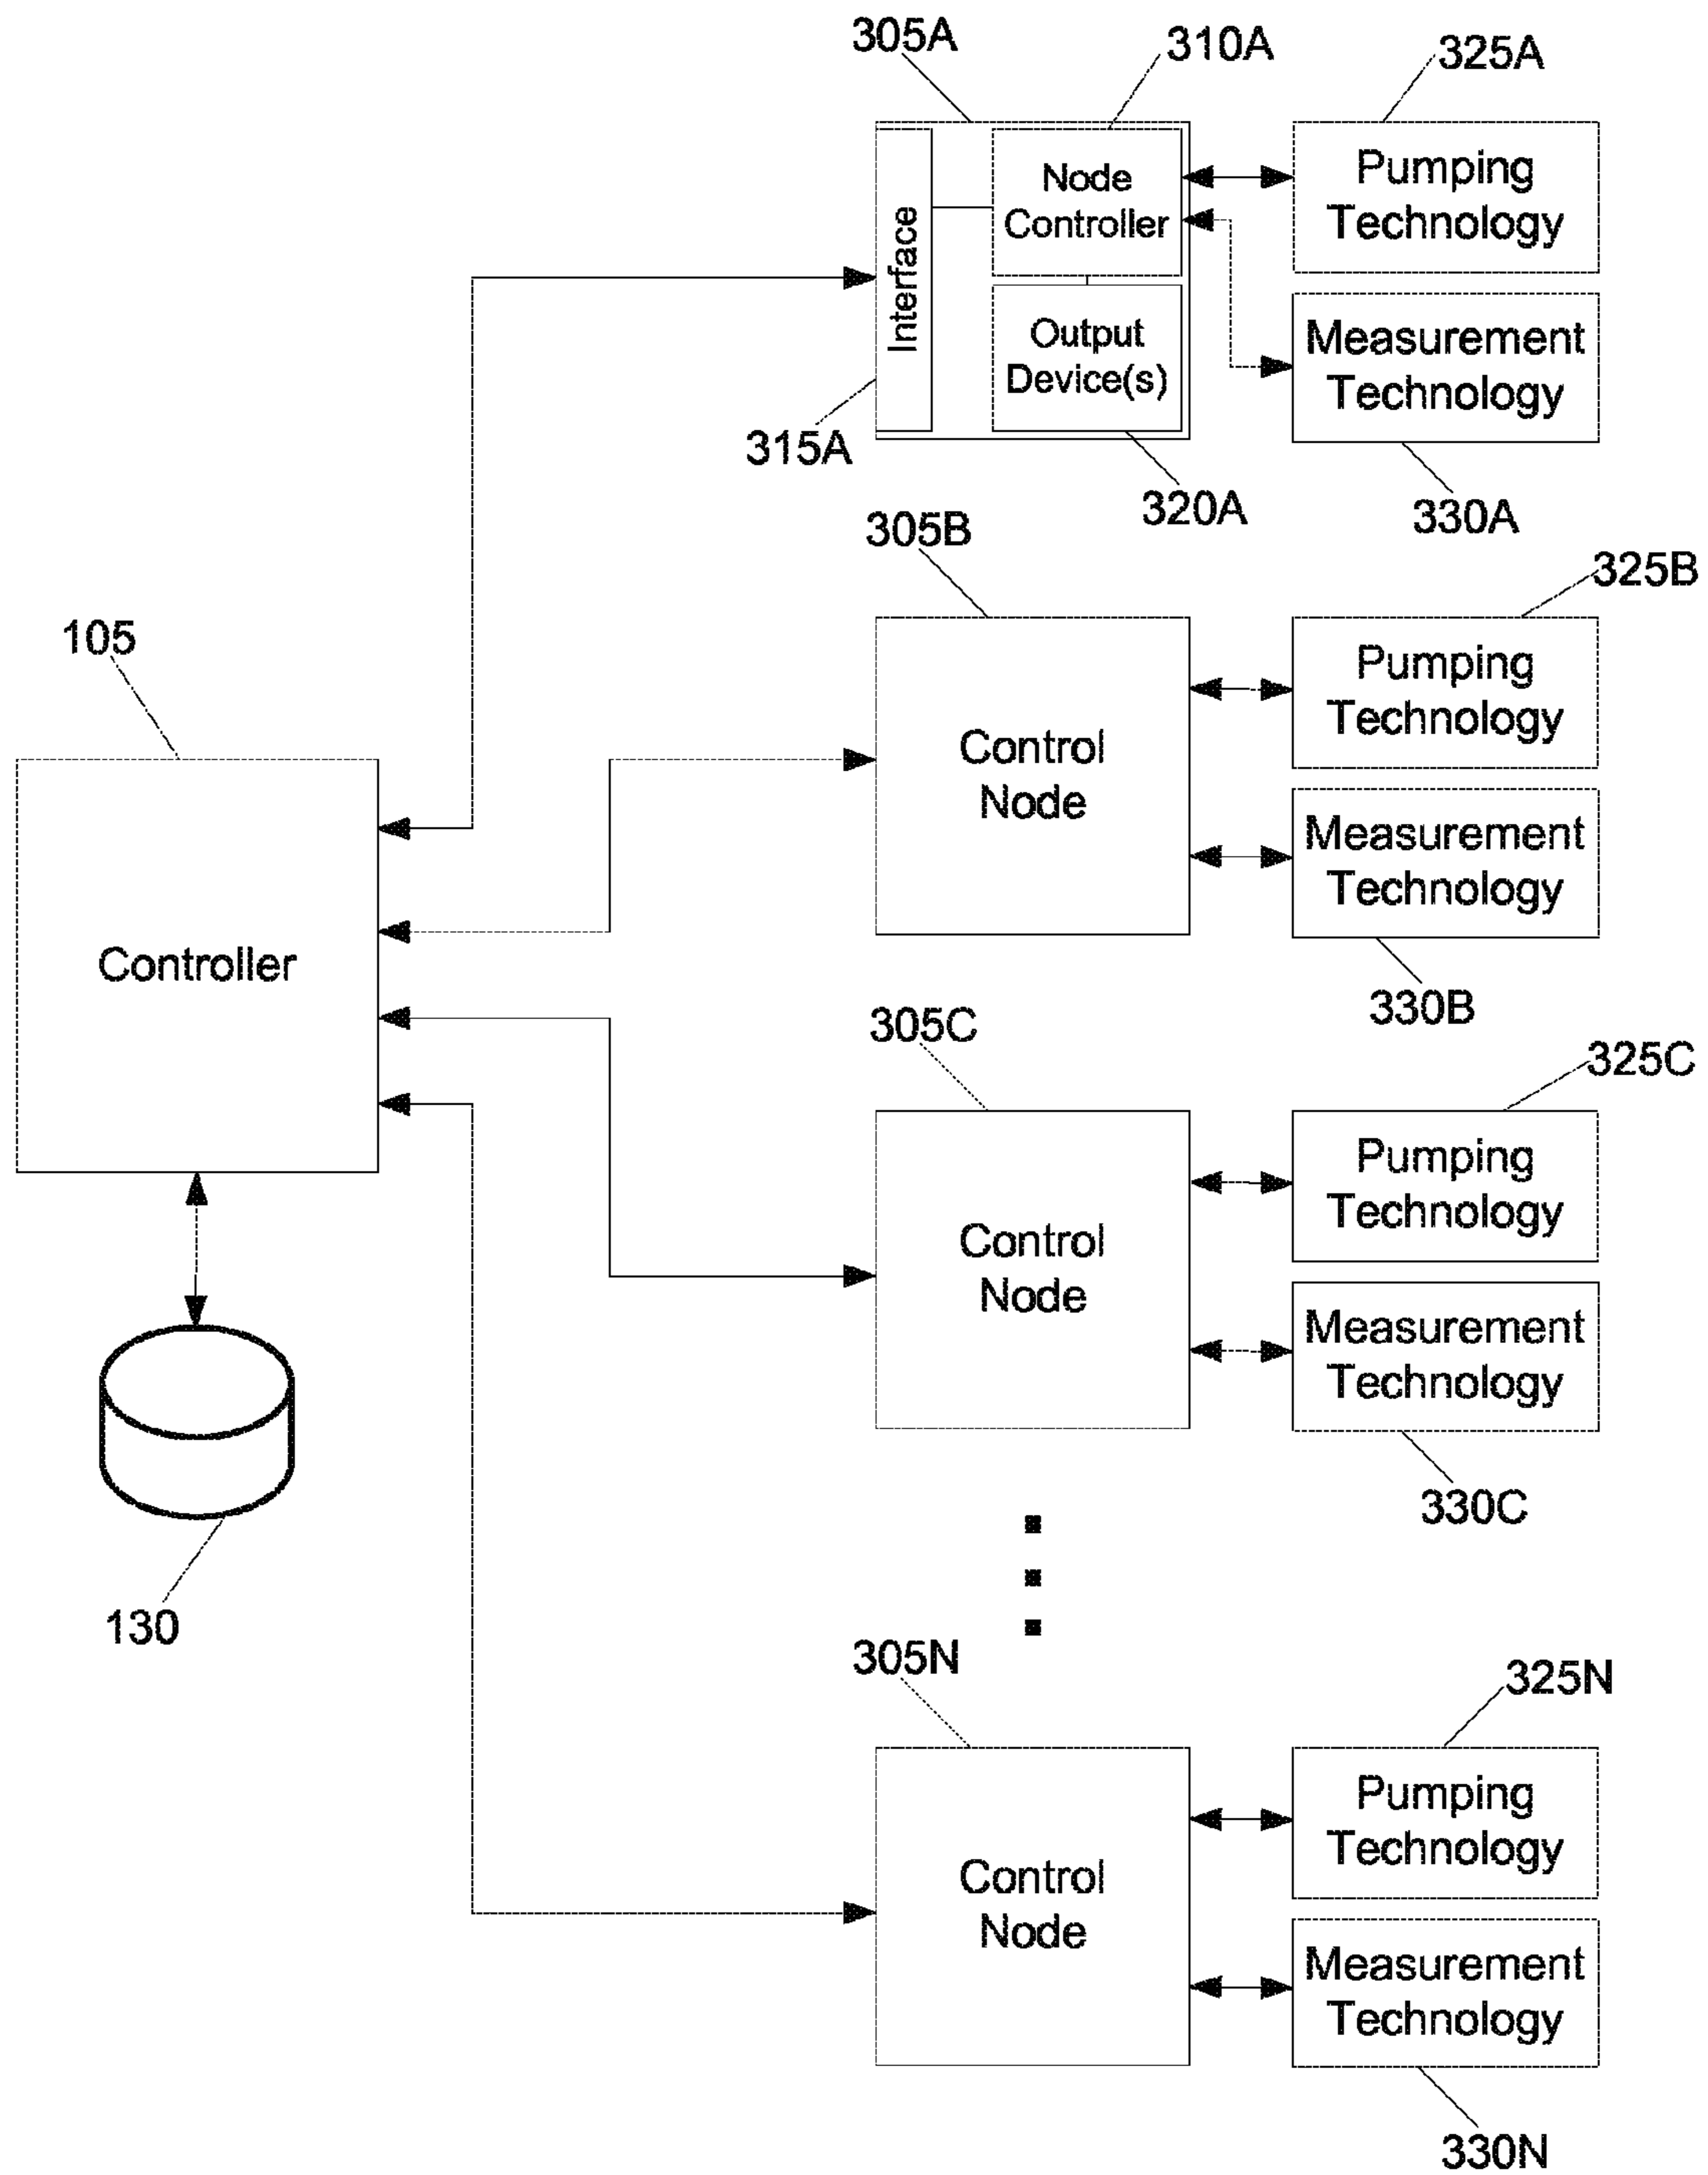 305A
310A
325A
Interface
Node
Controller
Output
Device(s)
Pumping
Technology
Measurement
Technology
315A
320A
330A
305B
325B
105
Controller
Control
Node
Pumping
Technology
Measurement
Technology
330B
305C
325C
Control
Node
Pumping
Technology
Measurement
Technology
330C
130
305N
325N
Control
Node
Pumping
Technology
Measurement
Technology
330N